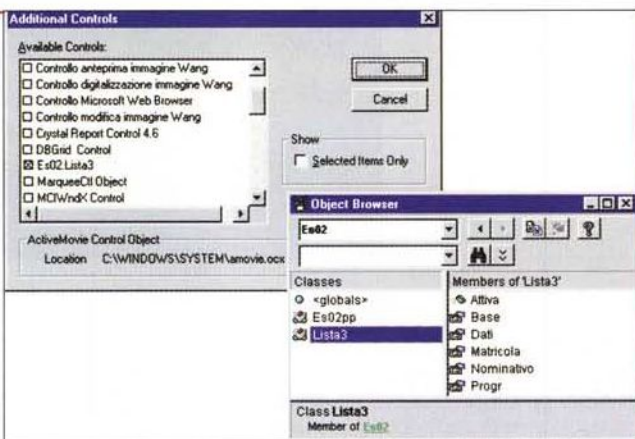 Additional Controls
Available Controls:
Controllo anteprima immagine Wang
Controllo digitalizzazione immagine Wang
Controllo Microsoft Web Browser
Controllo modifica immagine Wang
Crystal Report Control 4.6
DBGrid Control
Es02.Lista3
MarqueeCtl Object
MCIWndX Control
OK
Cancel
Show
Selected Items Only
ActiveMovie Control Object
Location C:\WINDOWS\SYSTEM\amovie.ocx
Object Browser
Es02
Classes
<globals>
Es02pp
Lista3
Members of 'Lista3'
Attiva
Base
Dati
Matricola
Nominativo
Progr
Class Lista3
Member of Es02